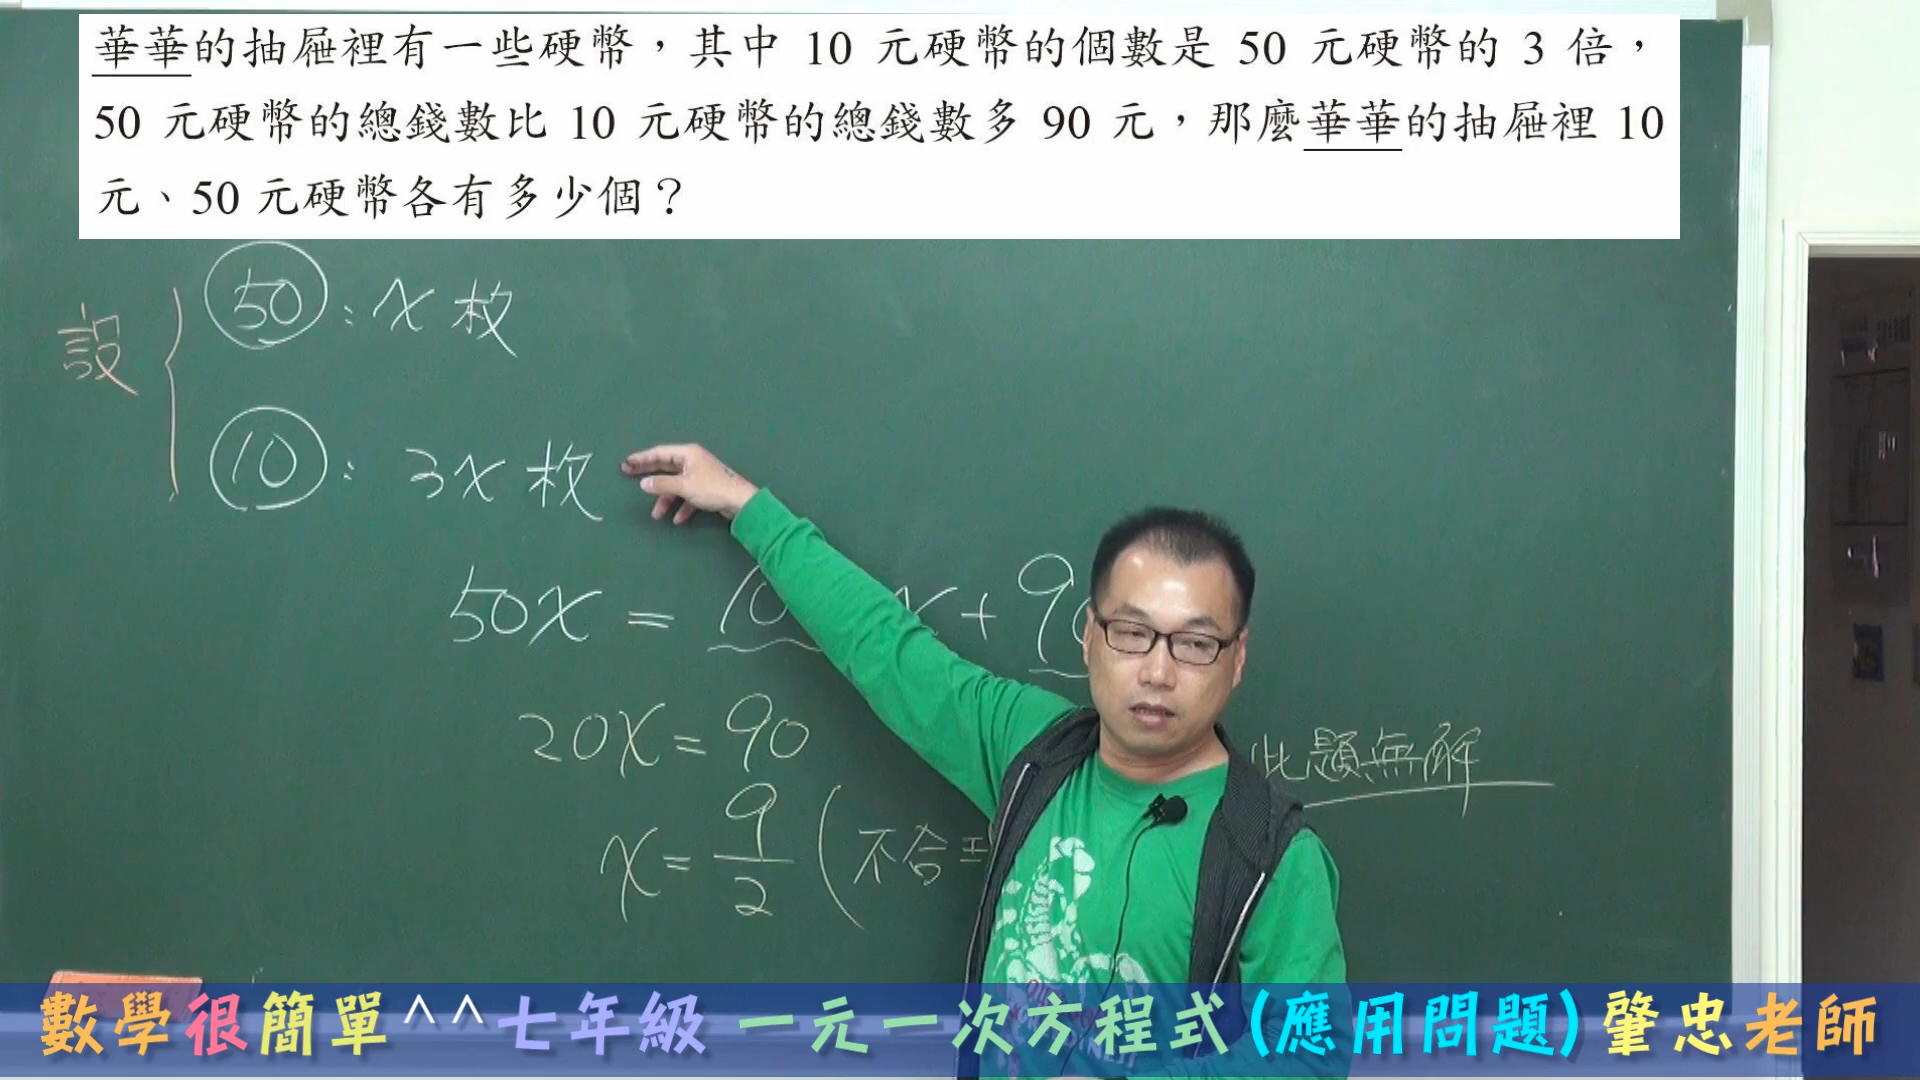 華華的抽屜裡有一些硬幣，其中 10 元硬幣的個數是 50 元硬幣的 3 倍，
50 元硬幣的總錢數比 10 元硬幣的總錢數多 90 元，那麼華華的抽屜裡 10
元、50 元硬幣各有多少個？
設 50 : x 枚
10 : 3x 枚
50x = 10 x + 90
20x = 90
此題無解
x = 9/2 (不合
數學很簡單^^七年級 一元一次方程式(應用問題)肇忠老師